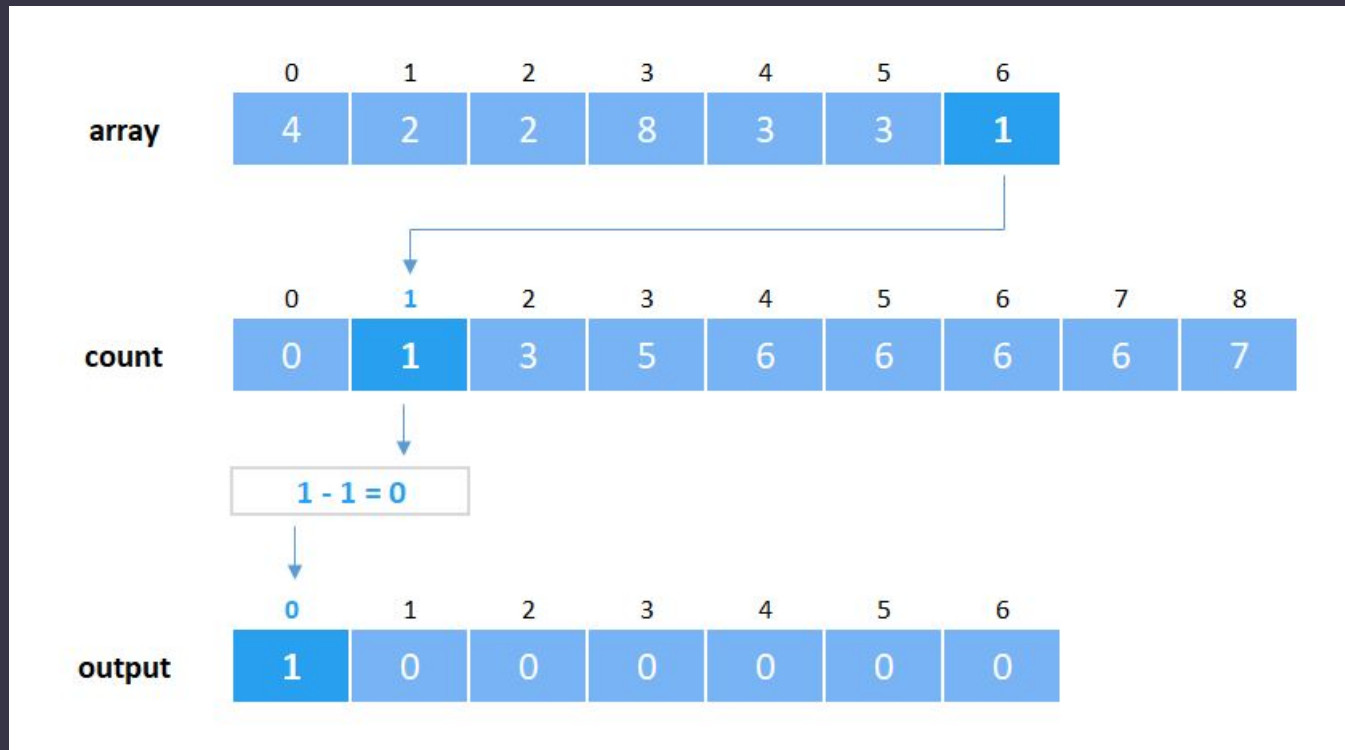 0 1 2 3 4 5 6
array 4 2 2 8 3 3 1
0 1 2 3 4 5 6 7 8
count 0 1 3 5 6 6 6 6 7
1 - 1 = 0
0 1 2 3 4 5 6
output 1 0 0 0 0 0 0